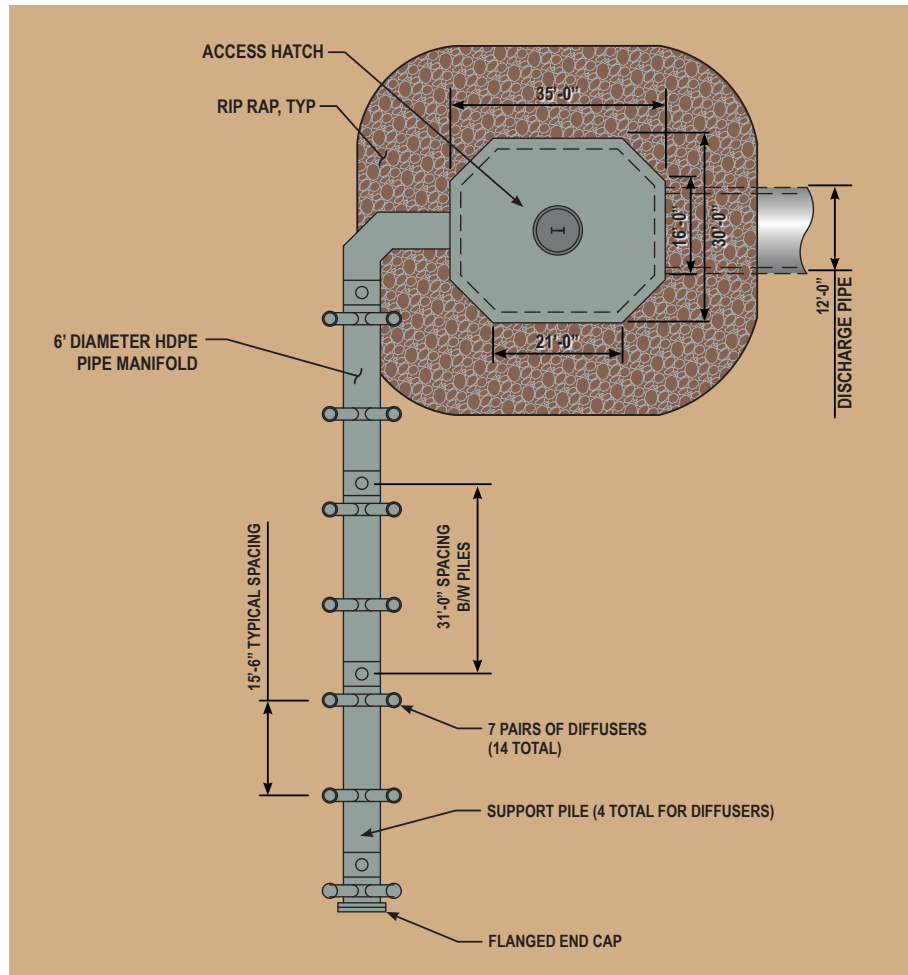 ACCESS HATCH
35'-0"
RIP RAP, TYP
16'-0"
30'-0"
12'-0"
DISCHARGE PIPE
21'-0"
6' DIAMETER HDPE
PIPE MANIFOLD
31'-0" SPACING
B/W PILES
15'-6" TYPICAL SPACING
7 PAIRS OF DIFFUSERS
(14 TOTAL)
SUPPORT PILE (4 TOTAL FOR DIFFUSERS)
FLANGED END CAP